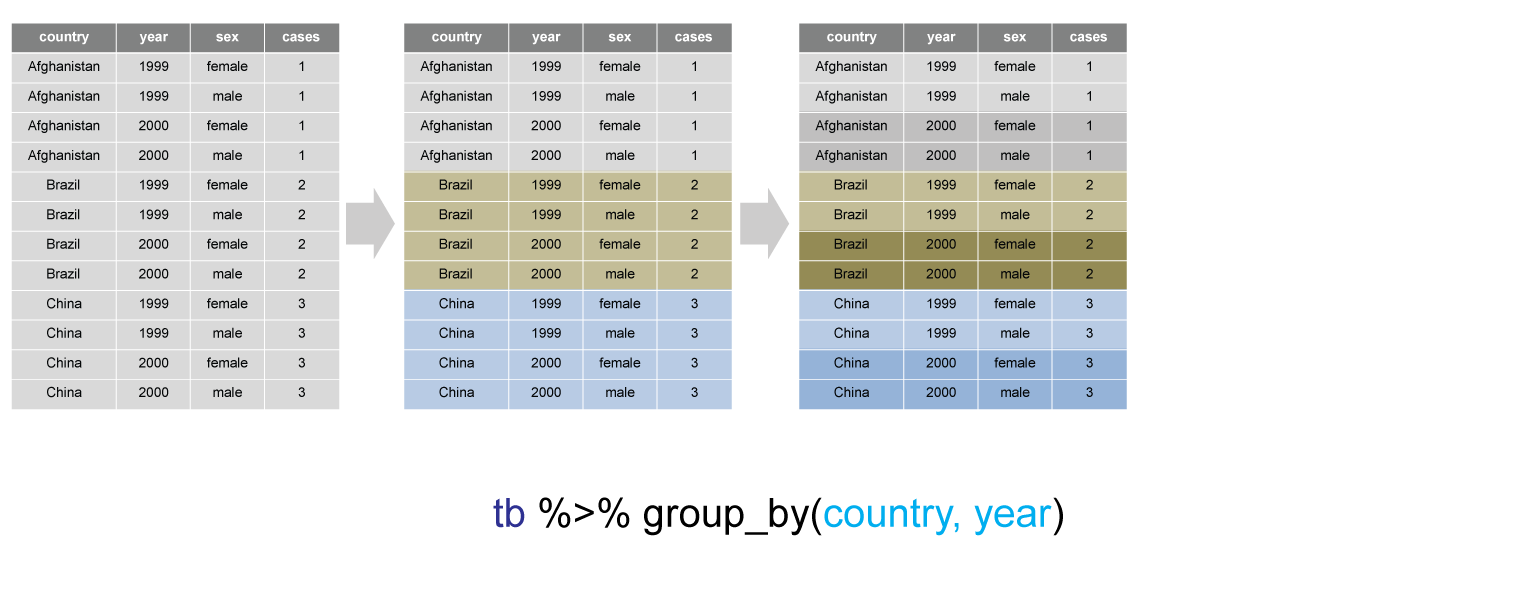 country year sex cases country year sex cases country year sex cases
Afghanistan 1999 female 1 Afghanistan 1999 female 1 Afghanistan 1999 female 1
Afghanistan 1999 male 1 Afghanistan 1999 male 1 Afghanistan 1999 male 1
Afghanistan 2000 female 1 Afghanistan 2000 female 1 Afghanistan 2000 female 1
Afghanistan 2000 male 1 Afghanistan 2000 male 1 Afghanistan 2000 male 1
Brazil 1999 female 2 Brazil 1999 female 2 Brazil 1999 female 2
Brazil 1999 male 2 Brazil 1999 male 2 Brazil 1999 male 2
Brazil 2000 female 2 Brazil 2000 female 2 Brazil 2000 female 2
Brazil 2000 male 2 Brazil 2000 male 2 Brazil 2000 male 2
China 1999 female 3 China 1999 female 3 China 1999 female 3
China 1999 male 3 China 1999 male 3 China 1999 male 3
China 2000 female 3 China 2000 female 3 China 2000 female 3
China 2000 male 3 China 2000 male 3 China 2000 male 3
tb %>% group_by(country, year)